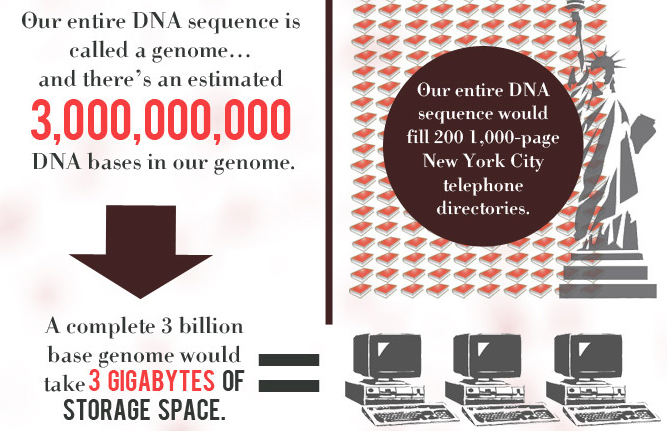 Our entire DNA sequence is
called a genome...
and there's an estimated
3,000,000,000
DNA bases in our genome.
A complete 3 billion
base genome would
take 3 GIGABYTES OF
STORAGE SPACE.
Our entire DNA
sequence would
fill 200 1,000-page
New York City
telephone
directories.